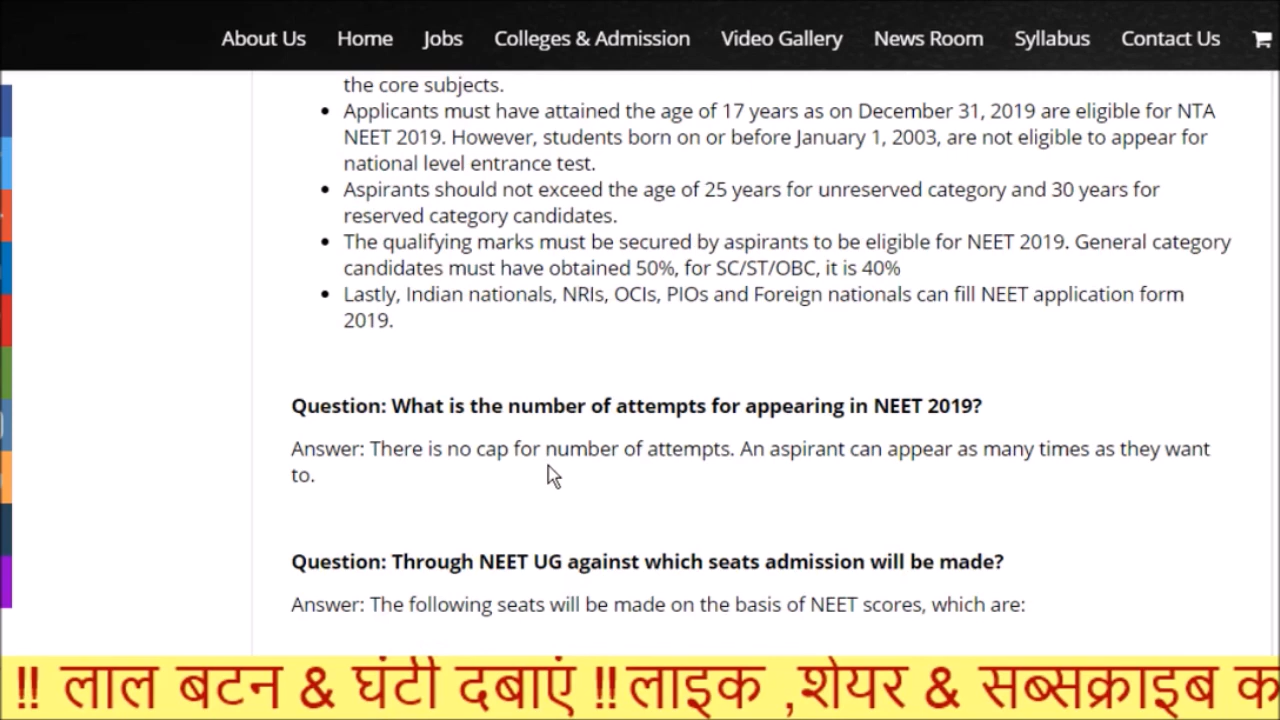 About Us Home Jobs Colleges & Admission Video Gallery News Room Syllabus Contact Us
the core subjects.
• Applicants must have attained the age of 17 years as on December 31, 2019 are eligible for NTA
NEET 2019. However, students born on or before January 1, 2003, are not eligible to appear for
national level entrance test.
• Aspirants should not exceed the age of 25 years for unreserved category and 30 years for
reserved category candidates.
• The qualifying marks must be secured by aspirants to be eligible for NEET 2019. General category
candidates must have obtained 50%, for SC/ST/OBC, it is 40%
• Lastly, Indian nationals, NRIs, OCIs, PIOs and Foreign nationals can fill NEET application form
2019.
Question: What is the number of attempts for appearing in NEET 2019?
Answer: There is no cap for number of attempts. An aspirant can appear as many times as they want
to.
Question: Through NEET UG against which seats admission will be made?
Answer: The following seats will be made on the basis of NEET scores, which are:
!! लाल बटन & घंटी दबाएं !! लाइक ,शेयर & सब्सक्राइब क